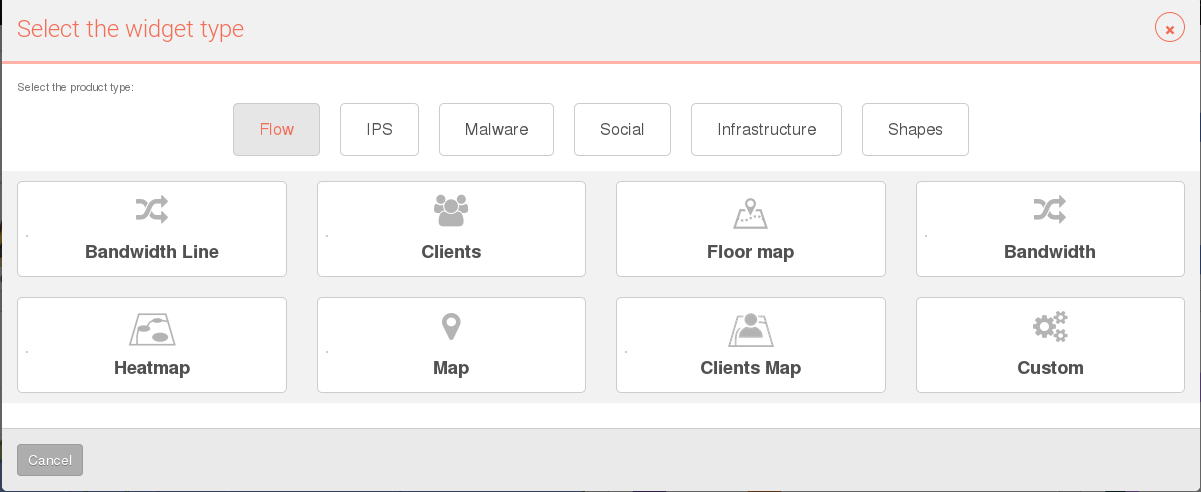 Select the widget type
Select the product type:
Flow IPS Malware Social Infrastructure Shapes
Bandwidth Line Clients Floor map Bandwidth
Heatmap Map Clients Map Custom
Cancel